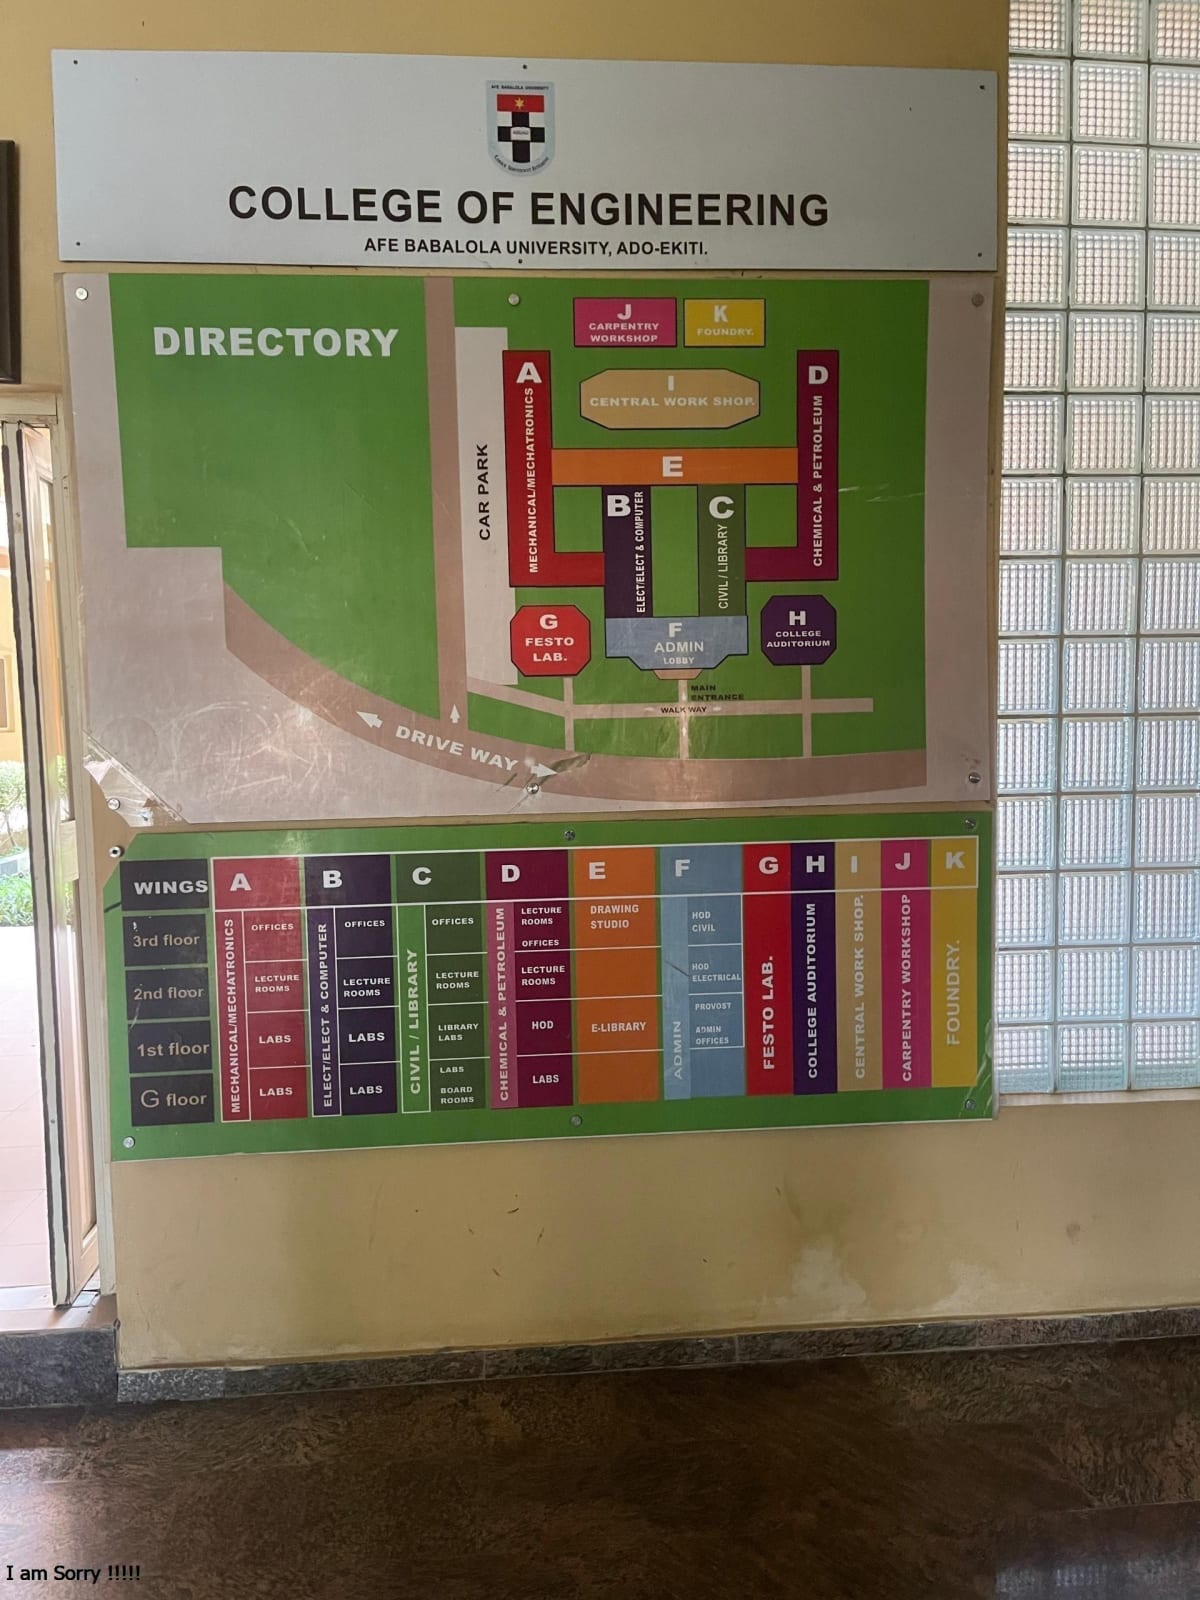 AFE BABALOLA UNIVERSITY
COLLEGE OF ENGINEERING
AFE BABALOLA UNIVERSITY, ADO-EKITI.
DIRECTORY
J
CARPENTRY
WORKSHOP
K
FOUNDRY.
A
MECHANICAL/MECHATRONICS
I
CENTRAL WORK SHOP.
D
CHEMICAL & PETROLEUM
CAR PARK
E
B
ELECT/ELECT & COMPUTER
C
CIVIL / LIBRARY
G
FESTO
LAB.
F
ADMIN
LOBBY
H
COLLEGE
AUDITORIUM
MAIN
ENTRANCE
WALK WAY
DRIVE WAY
WINGS A B C D E F G H I J K
3rd floor
2nd floor
1st floor
G floor
MECHANICAL/MECHATRONICS
OFFICES
LECTURE
ROOMS
LABS
LABS
ELECT/ELECT & COMPUTER
OFFICES
LECTURE
ROOMS
LABS
LABS
CIVIL / LIBRARY
OFFICES
LECTURE
ROOMS
LIBRARY
LABS
LABS
BOARD
ROOMS
CHEMICAL & PETROLEUM
LECTURE
ROOMS
OFFICES
LECTURE
ROOMS
HOD
LABS
DRAWING
STUDIO
E-LIBRARY
ADMIN
HOD
CIVIL
HOD
ELECTRICAL
PROVOST
ADMIN
OFFICES
FESTO LAB.
COLLEGE AUDITORIUM
CENTRAL WORK SHOP.
CARPENTRY WORKSHOP
FOUNDRY.
I am Sorry !!!!!